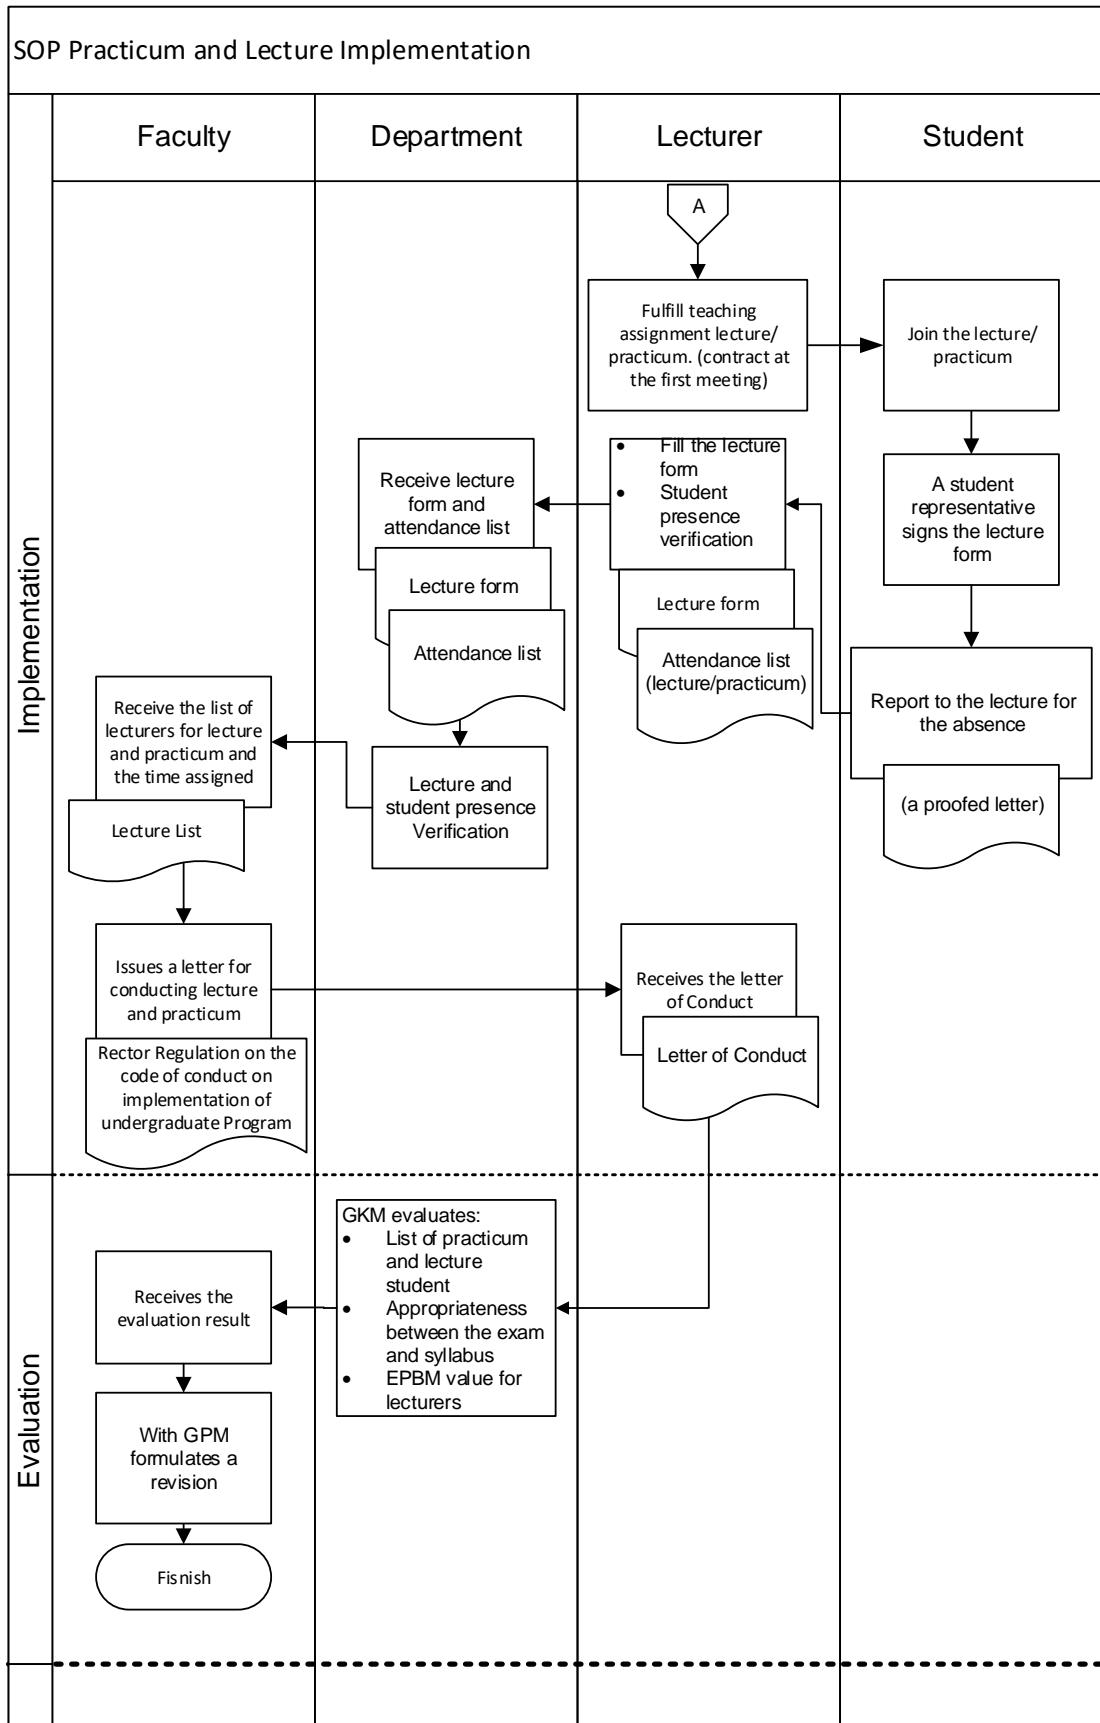 SOP Practicum and Lecture Implementation
Faculty
Department
Lecturer
Student
Implementation
A
Fulfill teaching
assignment lecture/
practicum. (contract at
the first meeting)
Join the lecture/
practicum
A student
representative
signs the lecture
form
Report to the lecture for
the absence
(a proofed letter)
• Fill the lecture
form
• Student
presence
verification
Lecture form
Attendance list
(lecture/practicum)
Receive lecture
form and
attendance list
Lecture form
Attendance list
Lecture and
student presence
Verification
Receive the list of
lecturers for lecture
and practicum and
the time assigned
Lecture List
Issues a letter for
conducting lecture
and practicum
Rector Regulation on the
code of conduct on
implementation of
undergraduate Program
Receives the letter
of Conduct
Letter of Conduct
Evaluation
GKM evaluates:
• List of practicum
and lecture
student
• Appropriateness
between the exam
and syllabus
• EPBM value for
lecturers
Receives the
evaluation result
With GPM
formulates a
revision
Fisnish